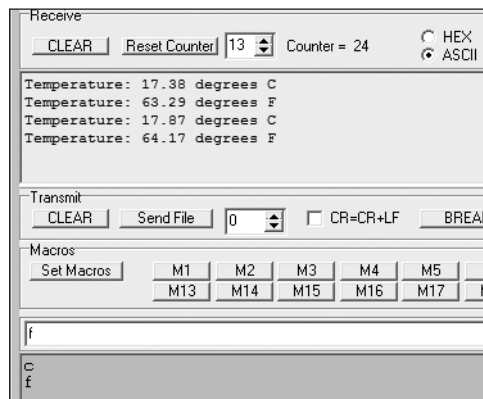 Receive
CLEAR Reset Counter 13 Counter = 24 HEX
ASCII
Temperature: 17.38 degrees C
Temperature: 63.29 degrees F
Temperature: 17.87 degrees C
Temperature: 64.17 degrees F
Transmit
CLEAR Send File 0 CR=CR+LF BREA
Macros
Set Macros M1 M2 M3 M4 M5
M13 M14 M15 M16 M17
f
c
f